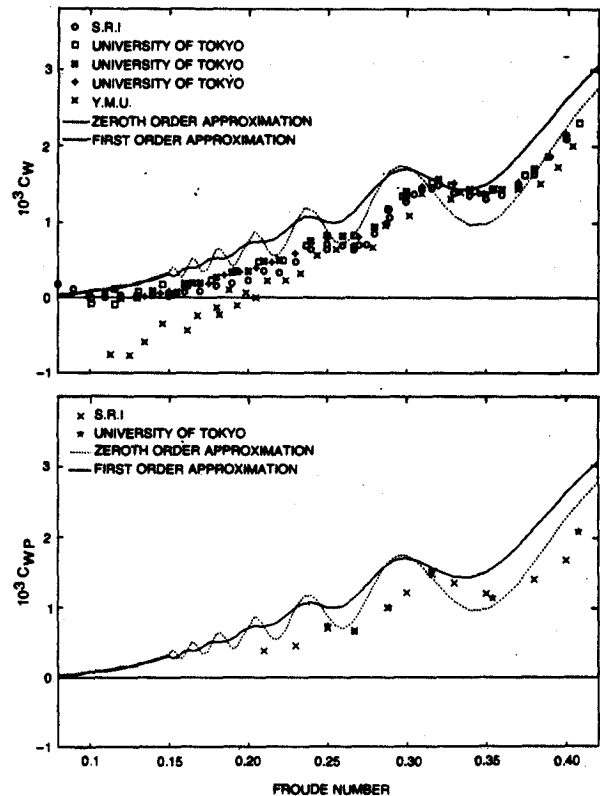 S.R.I
UNIVERSITY OF TOKYO
UNIVERSITY OF TOKYO
UNIVERSITY OF TOKYO
Y.M.U.
ZEROTH ORDER APPROXIMATION
FIRST ORDER APPROXIMATION
10³ CW
3
2
1
0
-1
S.R.I
UNIVERSITY OF TOKYO
ZEROTH ORDER APPROXIMATION
FIRST ORDER APPROXIMATION
10³ CWP
3
2
1
0
-1
0.1 0.15 0.20 0.25 0.30 0.35 0.40
FROUDE NUMBER